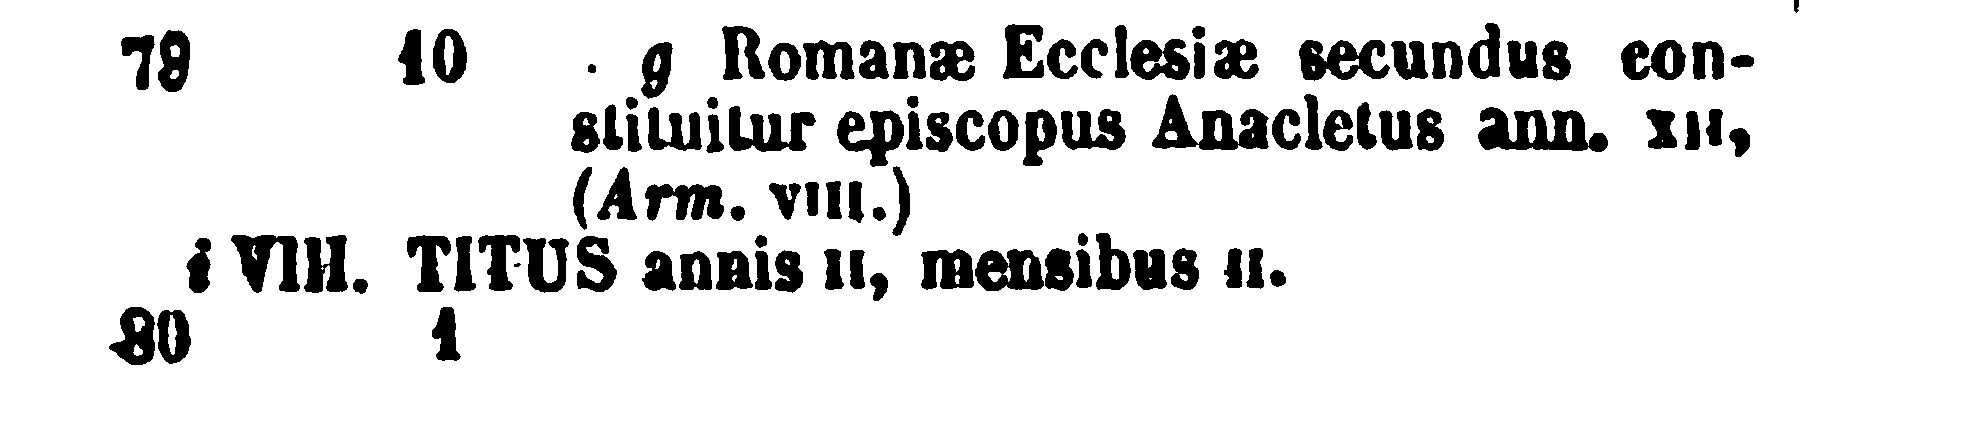 79 10 g Romanæ Ecclesiæ secundus con-
stituitur episcopus Anacletus ann. XII,
(Arm. VIII.)
i VIII. TITUS annis II, mensibus II.
80 1